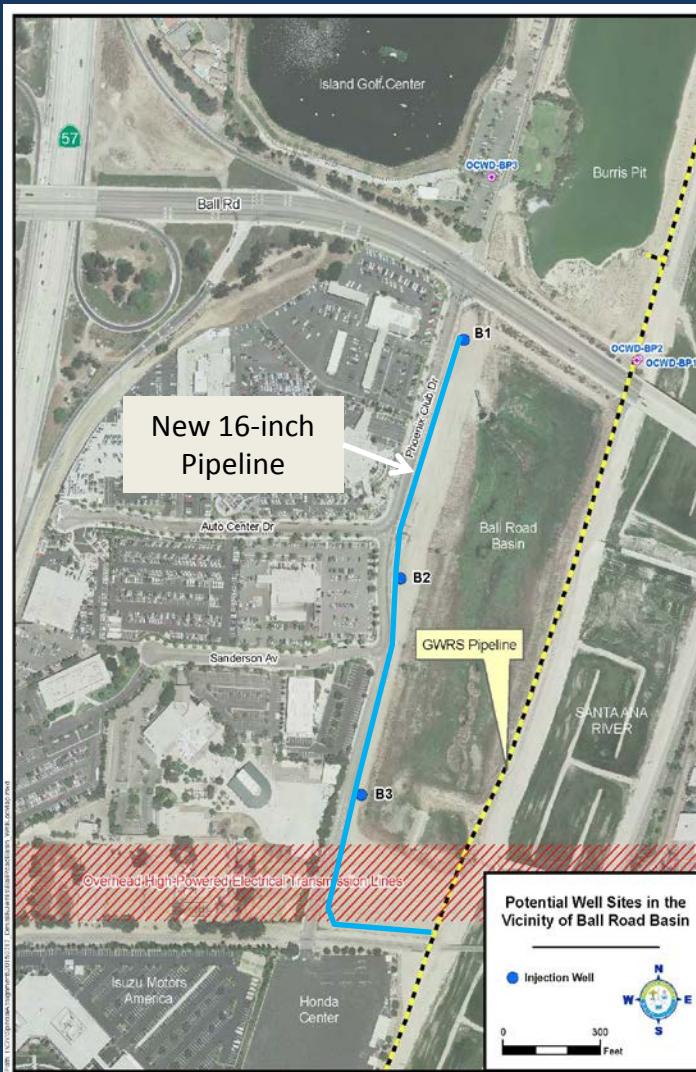 Island Golf Center
57
OCWD-BP3
Burris Pit
Ball Rd
B1
OCWD-BP2
OCWD-BP1
New 16-inch
Pipeline
Phoenix Club Dr
Auto Center Dr
Ball Road
Basin
B2
Sanderson Av
GWRS Pipeline
SANTA ANA
RIVER
B3
Overhead High-Powered Electrical Transmission Lines
Potential Well Sites in the
Vicinity of Ball Road Basin
Injection Well
N
W
E
S
0
300
Feet
Isuzu Motors
America
Honda
Center